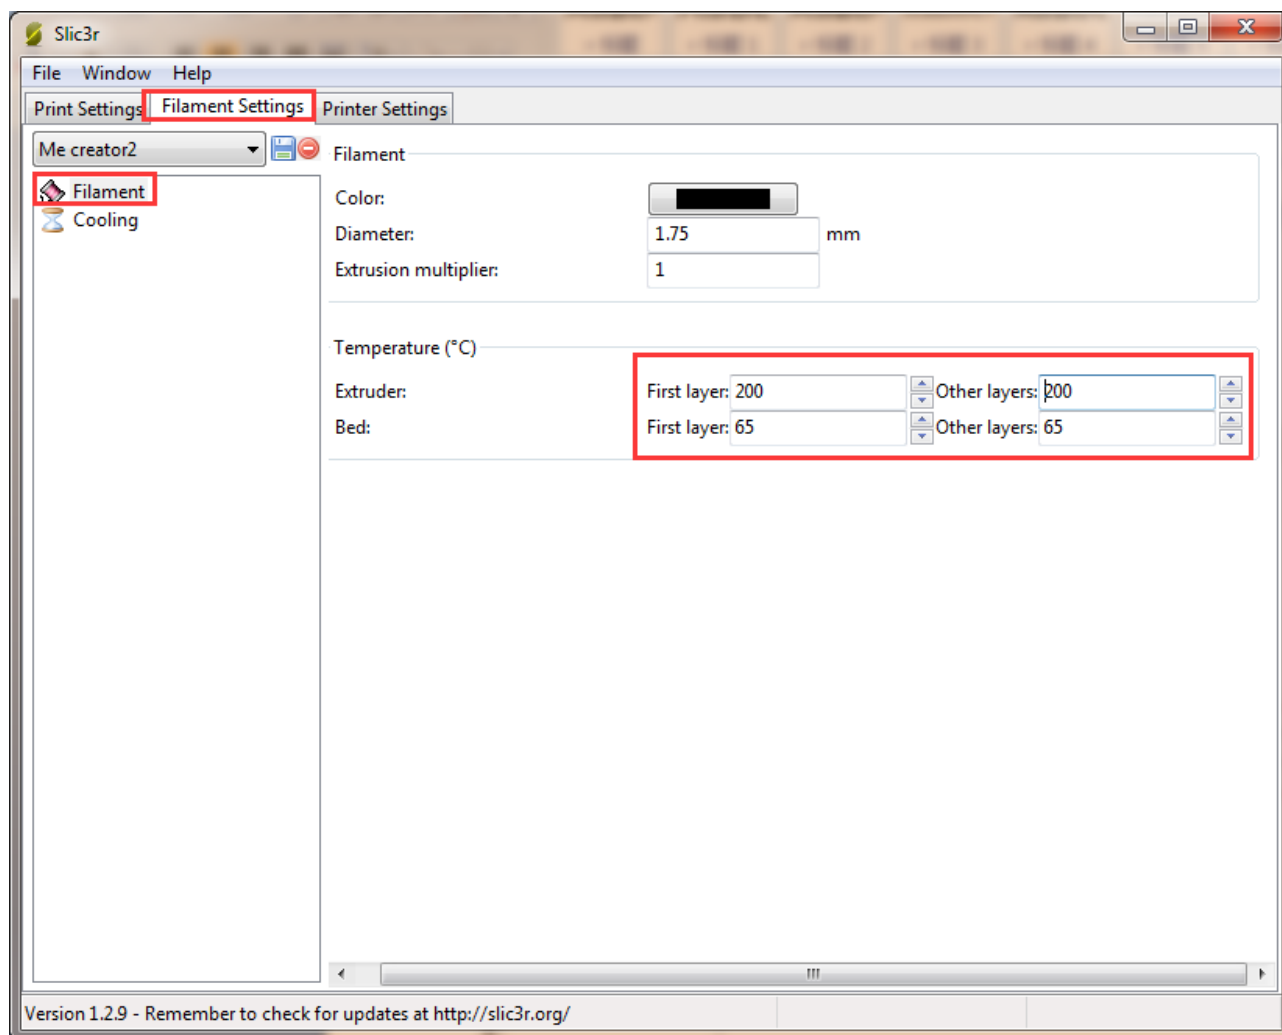 Slic3r
File Window Help
Print Settings Filament Settings Printer Settings
Me creator2
Filament
Cooling
Filament
Color:
Diameter: 1.75 mm
Extrusion multiplier: 1
Temperature (°C)
Extruder: First layer: 200 Other layers: 200
Bed: First layer: 65 Other layers: 65
Version 1.2.9 - Remember to check for updates at http://slic3r.org/